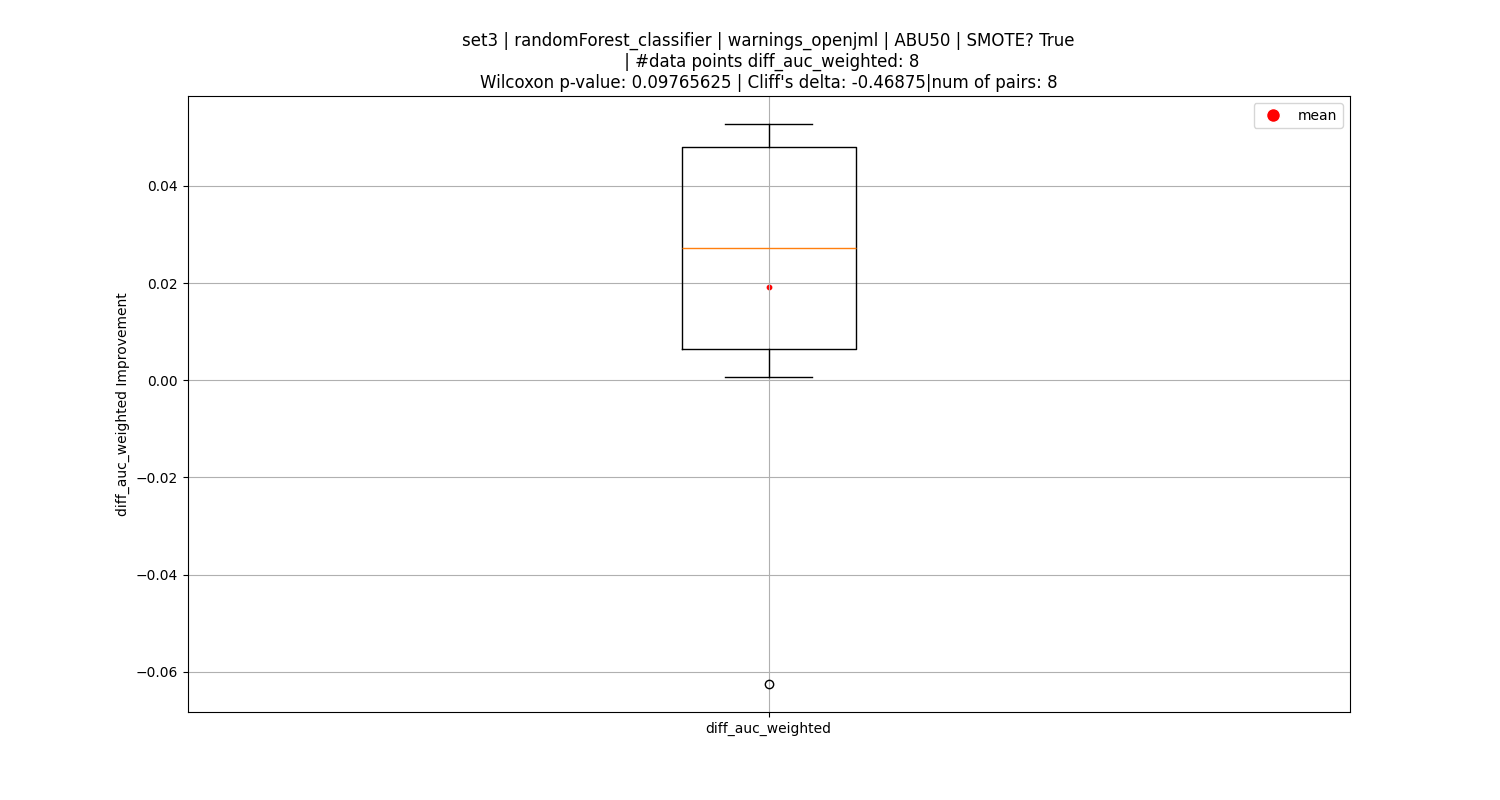 set3 | randomForest_classifier | warnings_openjml | ABU50 | SMOTE? True
| #data points diff_auc_weighted: 8
Wilcoxon p-value: 0.09765625 | Cliff's delta: -0.46875|num of pairs: 8
mean
0.04
0.02
0.00
−0.02
−0.04
−0.06
diff_auc_weighted Improvement
diff_auc_weighted